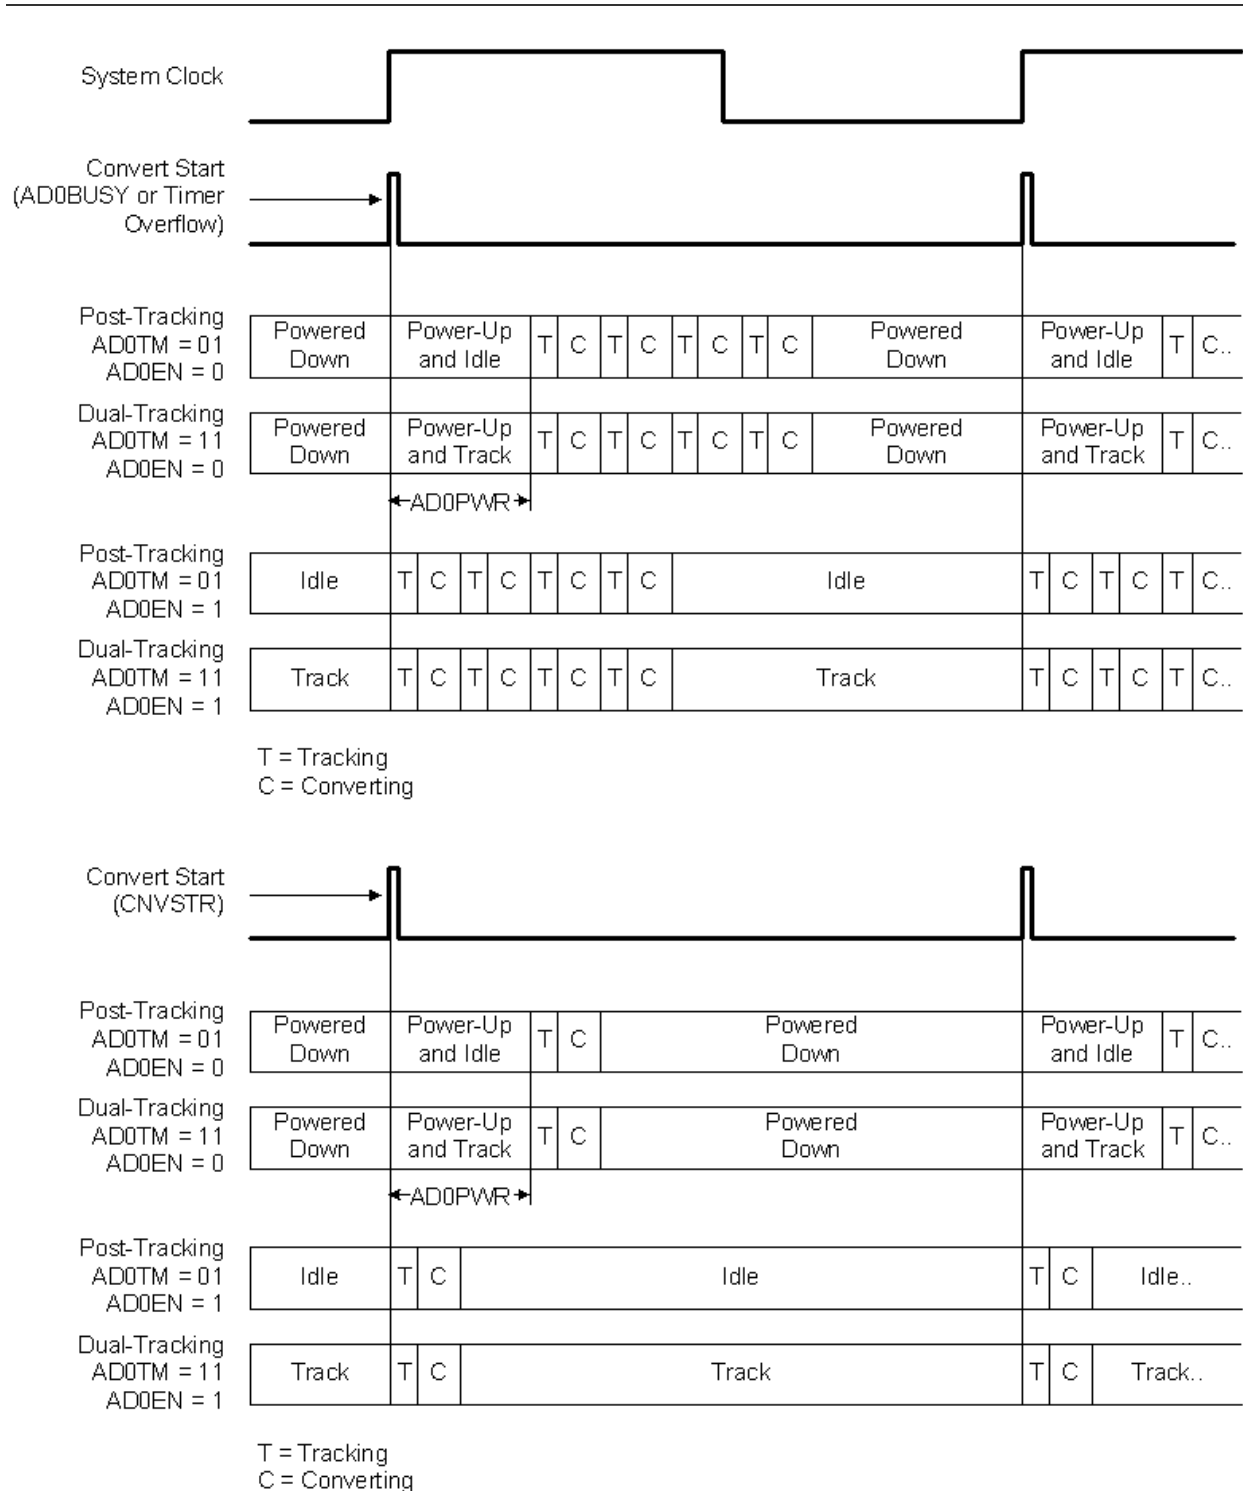 System Clock
Convert Start
(AD0BUSY or Timer
Overflow)
Post-Tracking
AD0TM = 01
AD0EN = 0
Powered
Down
Power-Up
and Idle
T C T C T C T C
Powered
Down
Power-Up
and Idle
T C..
Dual-Tracking
AD0TM = 11
AD0EN = 0
Powered
Down
Power-Up
and Track
T C T C T C T C
Powered
Down
Power-Up
and Track
T C..
AD0PWR
Post-Tracking
AD0TM = 01
AD0EN = 1
Idle T C T C T C T C Idle T C T C T C..
Dual-Tracking
AD0TM = 11
AD0EN = 1
Track T C T C T C T C Track T C T C T C..
T = Tracking
C = Converting
Convert Start
(CNVSTR)
Post-Tracking
AD0TM = 01
AD0EN = 0
Powered
Down
Power-Up
and Idle
T C
Powered
Down
Power-Up
and Idle
T C..
Dual-Tracking
AD0TM = 11
AD0EN = 0
Powered
Down
Power-Up
and Track
T C
Powered
Down
Power-Up
and Track
T C..
AD0PWR
Post-Tracking
AD0TM = 01
AD0EN = 1
Idle T C Idle T C Idle..
Dual-Tracking
AD0TM = 11
AD0EN = 1
Track T C Track T C Track..
T = Tracking
C = Converting